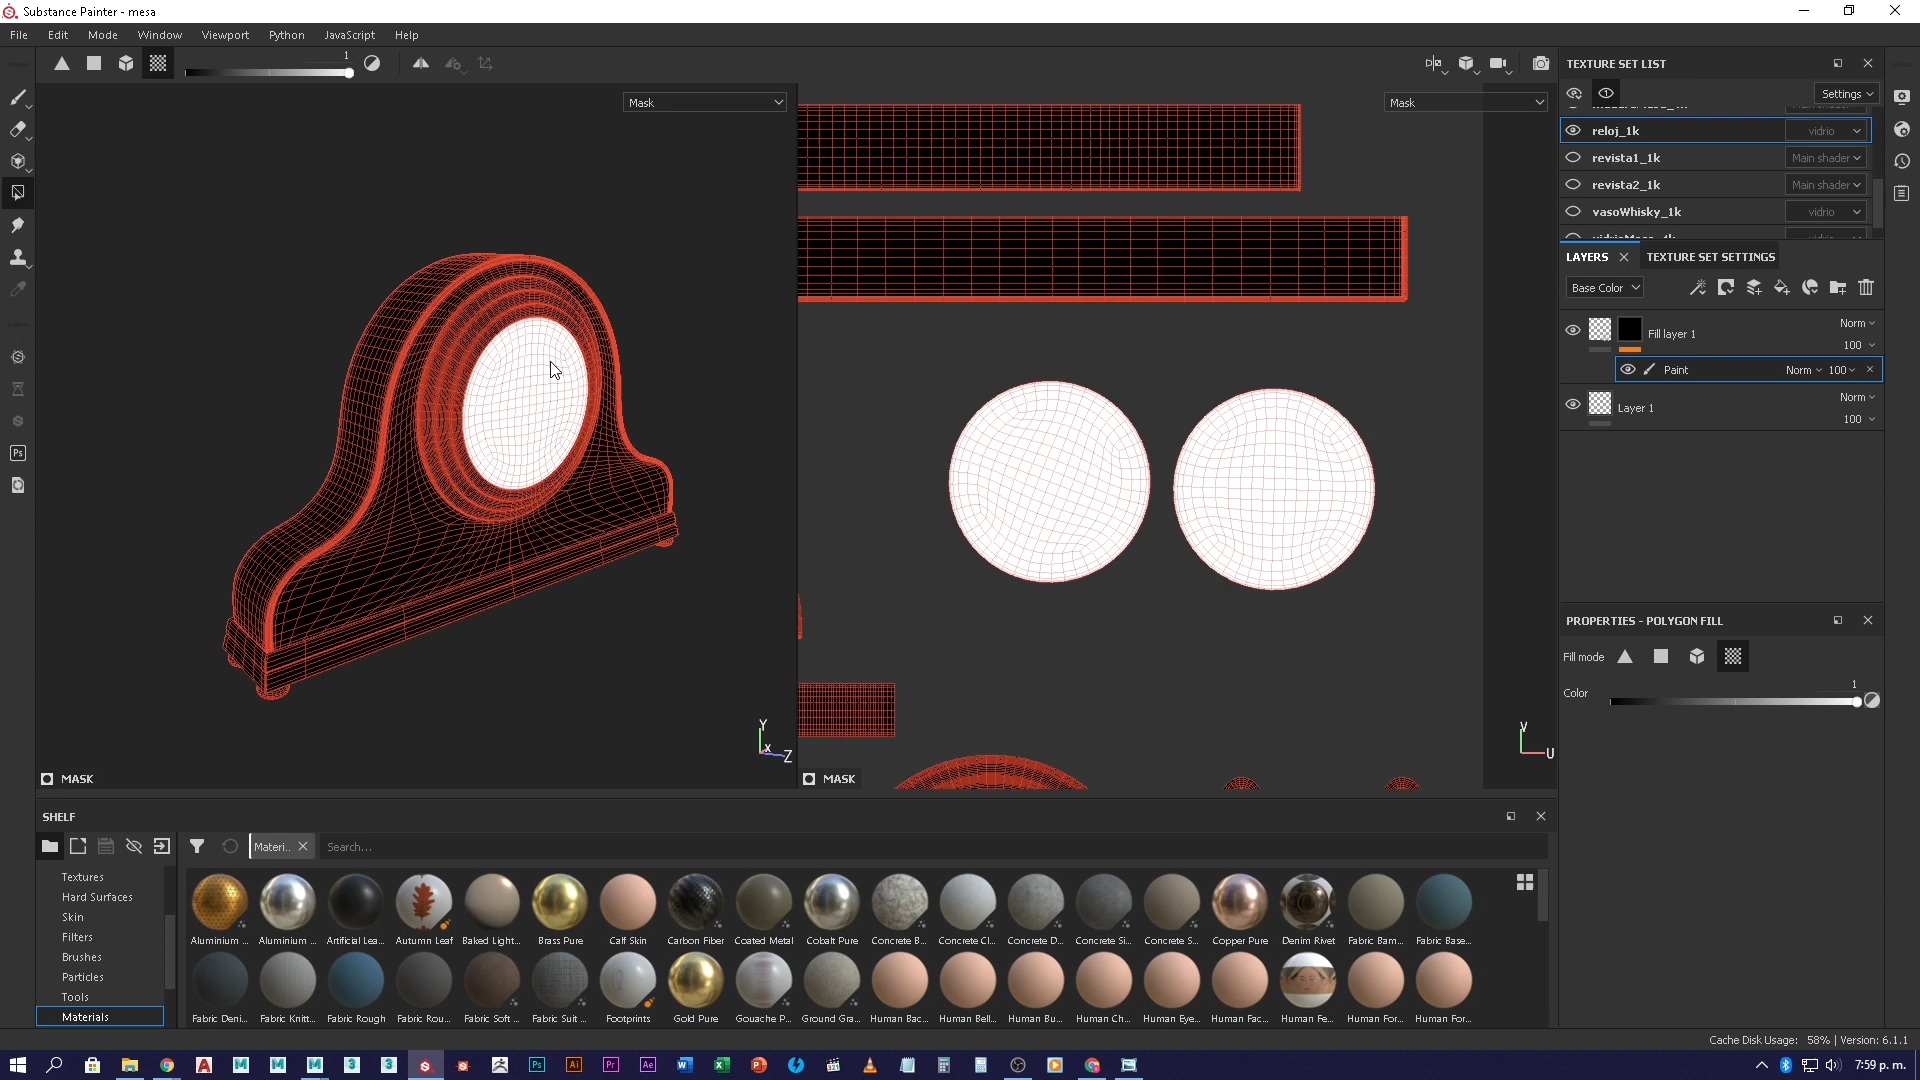 Substance Painter - mesa
File Edit Mode Window Viewport Python JavaScript Help
1
Mask
Mask
TEXTURE SET LIST
Settings
reloj_1k vidrio
revista1_1k Main shader
revista2_1k Main shader
vasoWhisky_1k vidrio
LAYERS TEXTURE SET SETTINGS
Base Color
Fill layer 1 Norm
100
Paint Norm 100
Layer 1 Norm
100
PROPERTIES - POLYGON FILL
Fill mode
Color 1
Y
X
Z
V
U
MASK
MASK
SHELF
Materi..
Search...
Textures
Hard Surfaces
Skin
Filters
Brushes
Particles
Tools
Materials
Aluminium ... Aluminium ... Artificial Lea... Autumn Leaf Baked Light... Brass Pure Calf Skin Carbon Fiber Coated Metal Cobalt Pure Concrete B... Concrete Cl... Concrete D... Concrete Si... Concrete S... Copper Pure Denim Rivet Fabric Bam... Fabric Base...
Fabric Deni... Fabric Knitt... Fabric Rough Fabric Rou... Fabric Soft ... Fabric Suit ... Footprints Gold Pure Gouache P... Ground Gra... Human Bac... Human Bell... Human Bu... Human Ch... Human Eye... Human Fac... Human Fe... Human For... Human For...
Cache Disk Usage: 58% | Version: 6.1.1
7:59 p. m.